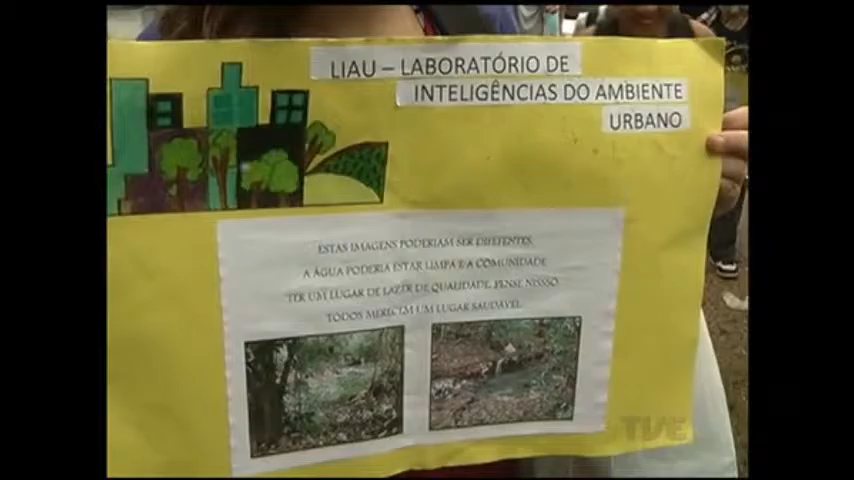 LIAU – LABORATÓRIO DE
INTELIGÊNCIAS DO AMBIENTE
URBANO
ESTAS IMAGENS PODERIAM SER DIFERENTES,
A ÁGUA PODERIA ESTAR LIMPA E A COMUNIDADE
TER UM LUGAR DE LAZER DE QUALIDADE. PENSE NISSSO
TODOS MERECEM UM LUGAR SAUDÁVEL.
TVE